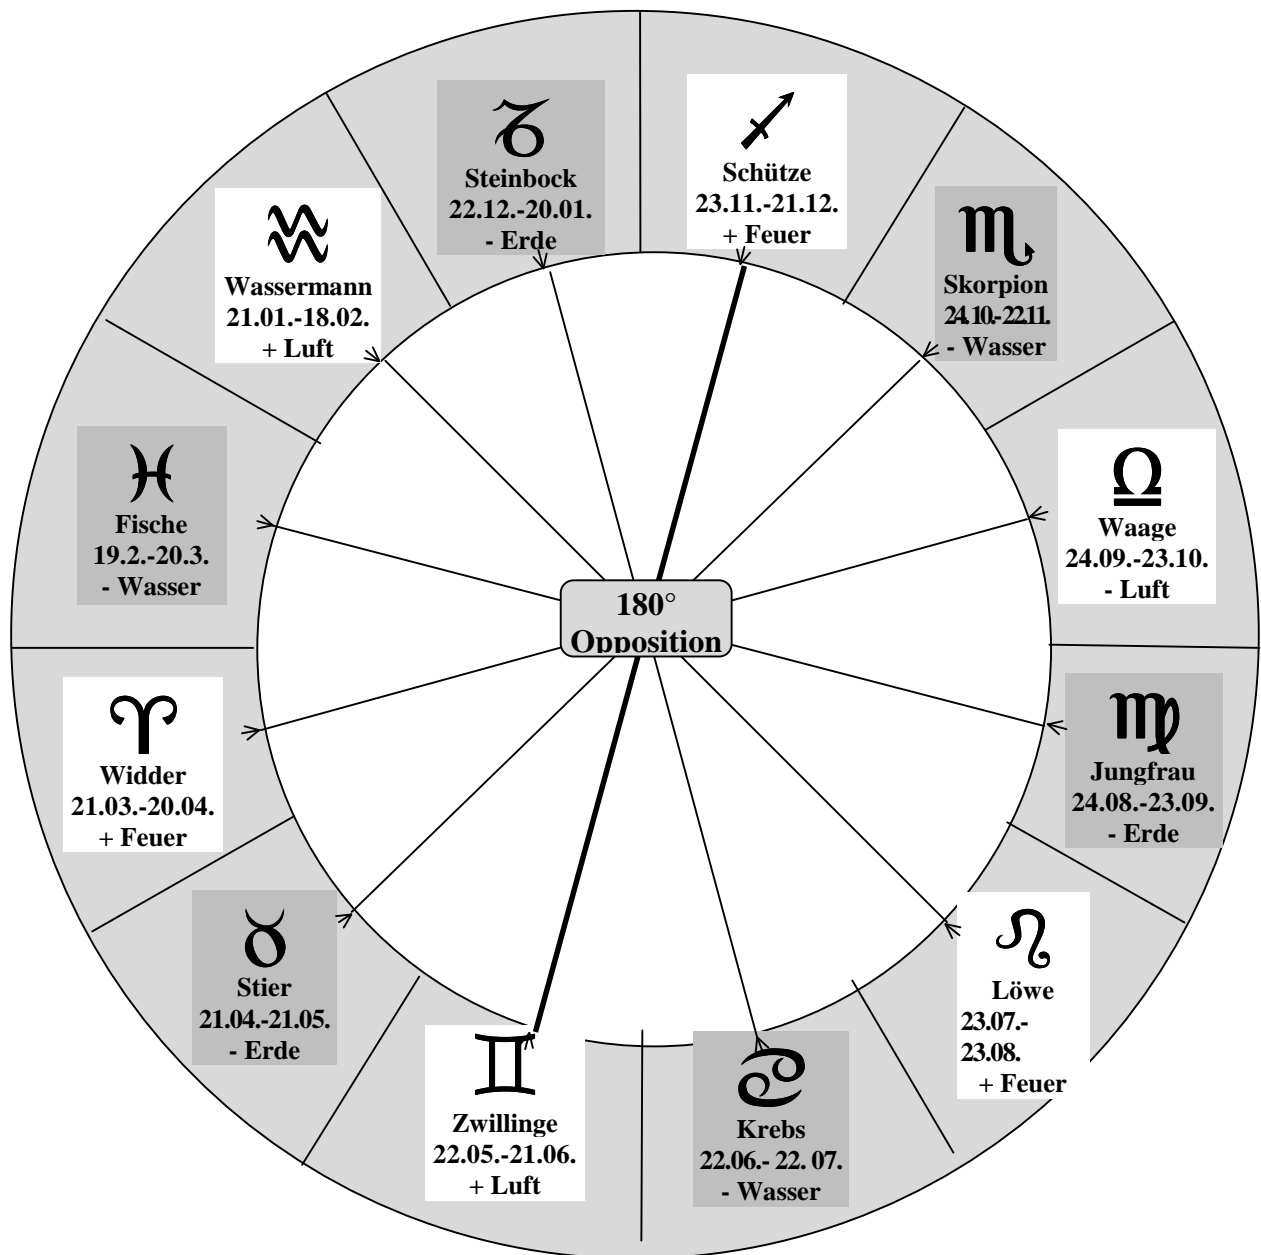 Steinbock
22.12.-20.01.
- Erde
Schütze
23.11.-21.12.
+ Feuer
Wassermann
21.01.-18.02.
+ Luft
Skorpion
24.10.-22.11.
- Wasser
Fische
19.2.-20.3.
- Wasser
Waage
24.09.-23.10.
- Luft
180°
Opposition
Widder
21.03.-20.04.
+ Feuer
Jungfrau
24.08.-23.09.
- Erde
Stier
21.04.-21.05.
- Erde
Löwe
23.07.-
23.08.
+ Feuer
Zwillinge
22.05.-21.06.
+ Luft
Krebs
22.06.- 22. 07.
- Wasser